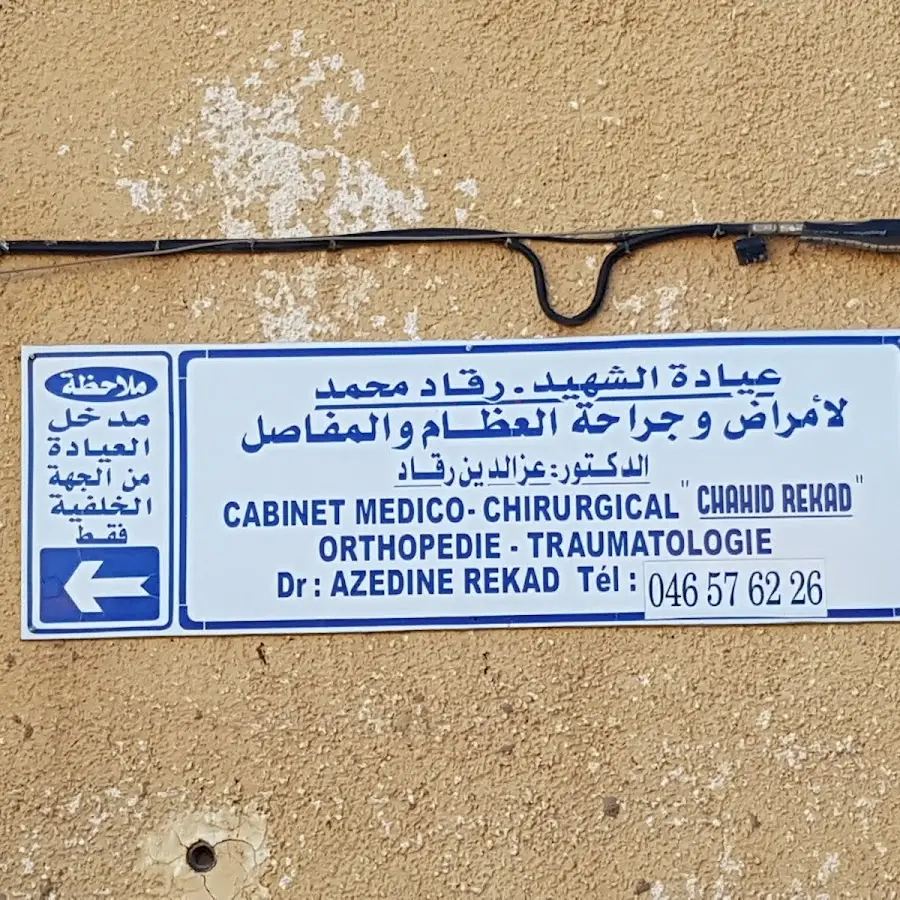 ملاحظة
مدخل
العيادة
من الجهة
الخلفية
فقط
عيادة الشهيد . رقاد محمد
لأمراض وجراحة العظام والمفاصل
الدكتور: عزالدين رقاد
CABINET MEDICO- CHIRURGICAL "CHAHID REKAD"
ORTHOPEDIE - TRAUMATOLOGIE
Dr : AZEDINE REKAD Tél : 046 57 62 26